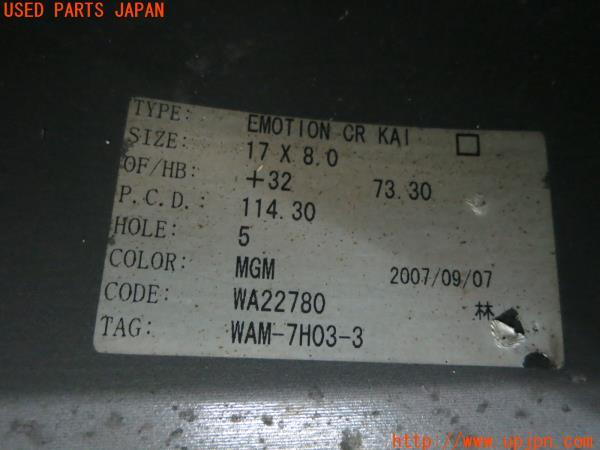 USED PARTS JAPAN
TYPE: EMOTION CR KAI □
SIZE: 17 X 8.0
OF/HB: +32 73.30
P.C.D.: 114.30
HOLE: 5
COLOR: MGM 2007/09/07
CODE: WA22780 林
TAG: WAM-7H03-3
http://www.upjpn.com